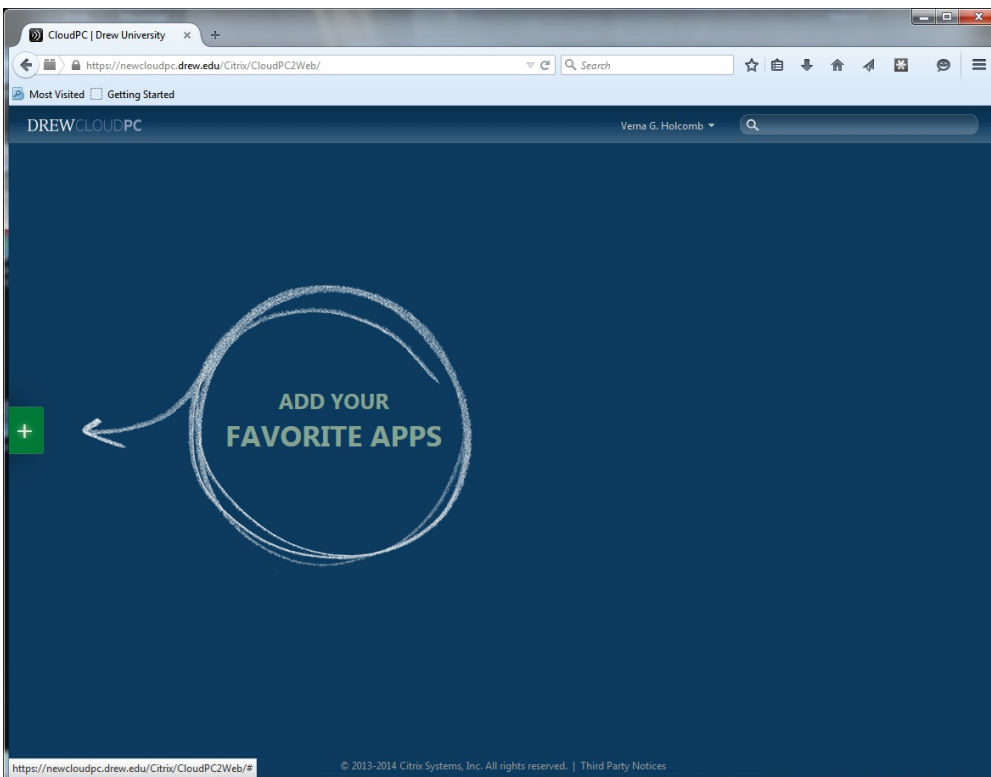 CloudPC | Drew University
https://newcloudpc.drew.edu/Citrix/CloudPC2Web/
Search
Most Visited
Getting Started
DREWCLOUDPC
Verna G. Holcomb
ADD YOUR
FAVORITE APPS
+
https://newcloudpc.drew.edu/Citrix/CloudPC2Web/#
© 2013-2014 Citrix Systems, Inc. All rights reserved. | Third Party Notices